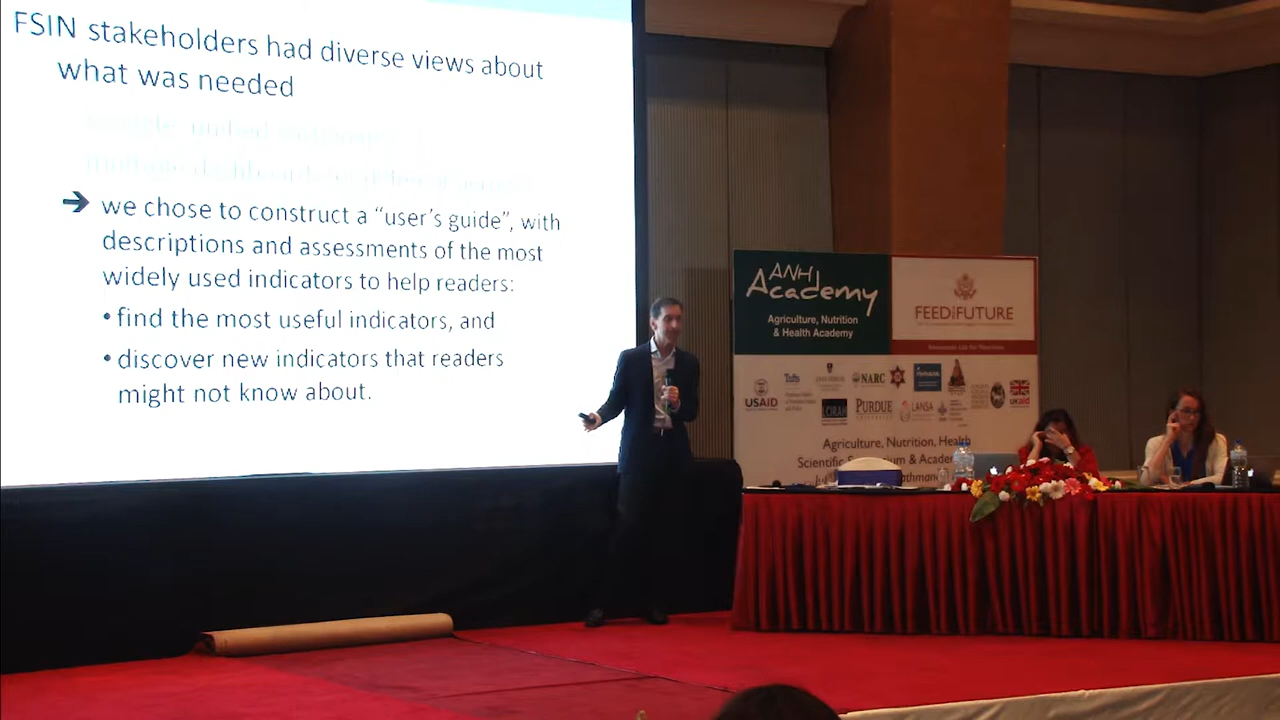 FSIN stakeholders had diverse views about
what was needed
➔ we chose to construct a “user’s guide”, with
descriptions and assessments of the most
widely used indicators to help readers:
• find the most useful indicators, and
• discover new indicators that readers
might not know about.
ANH
Academy
Agriculture, Nutrition
& Health Academy
FEED THE FUTURE
USAID
Tufts
NARC
PURDUE
LANSA
UKaid
Agriculture, Nutrition, Health
Scientific
& Acade